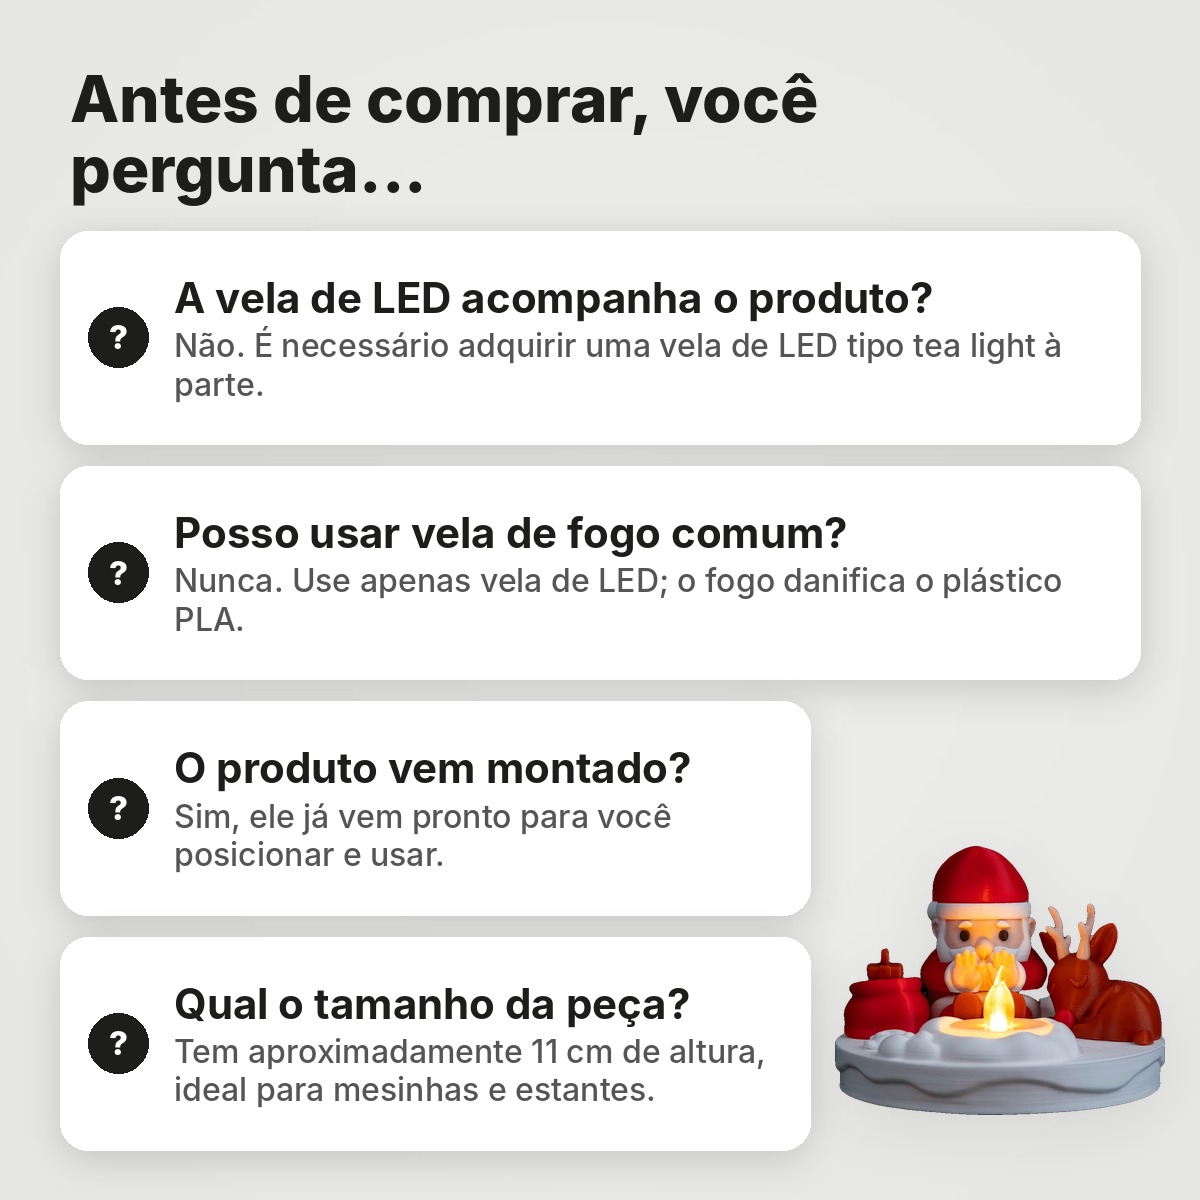 Antes de comprar, você
pergunta...
?
A vela de LED acompanha o produto?
Não. É necessário adquirir uma vela de LED tipo tea light à
parte.
?
Posso usar vela de fogo comum?
Nunca. Use apenas vela de LED; o fogo danifica o plástico
PLA.
?
O produto vem montado?
Sim, ele já vem pronto para você
posicionar e usar.
?
Qual o tamanho da peça?
Tem aproximadamente 11 cm de altura,
ideal para mesinhas e estantes.